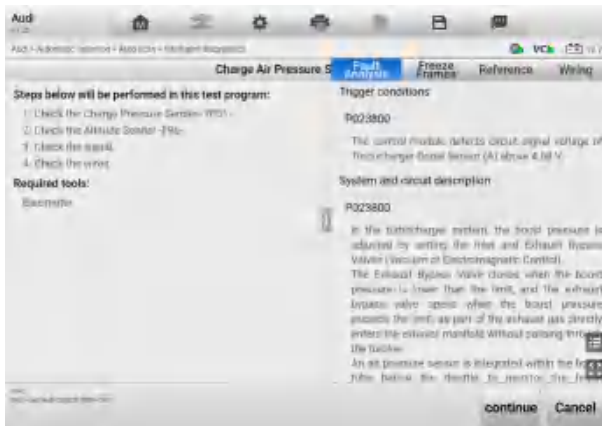 Audi
VCI
Charge Air Pressure S
Fault Analysis
Freeze Frames
Reference
Wiring
Steps below will be performed in this test program:
1. Check the Charge Pressure Sensor
2. Check the Altitude Sensor -F96-
3. Check the signal.
4. Check the wires.
Required tools:
Barometer
Trigger conditions
P023800
The control module detects circuit signal voltage of
Turbocharger Boost Sensor (A) above 4.88 V.
System and circuit description
P023800
In the turbocharger system, the boost pressure is
adjusted by setting the Inlet and Exhaust Bypass
Valves (Vacuum or Electromagnetic Control).
The Exhaust Bypass Valve closes when the boost
pressure is lower than the limit, and the exhaust
bypass valve opens when the boost pressure
exceeds the limit, as part of the exhaust gas directly
enters the exhaust manifold without passing through
the turbine.
An air pressure sensor is integrated within the
tube before the throttle to monitor the
continue
Cancel